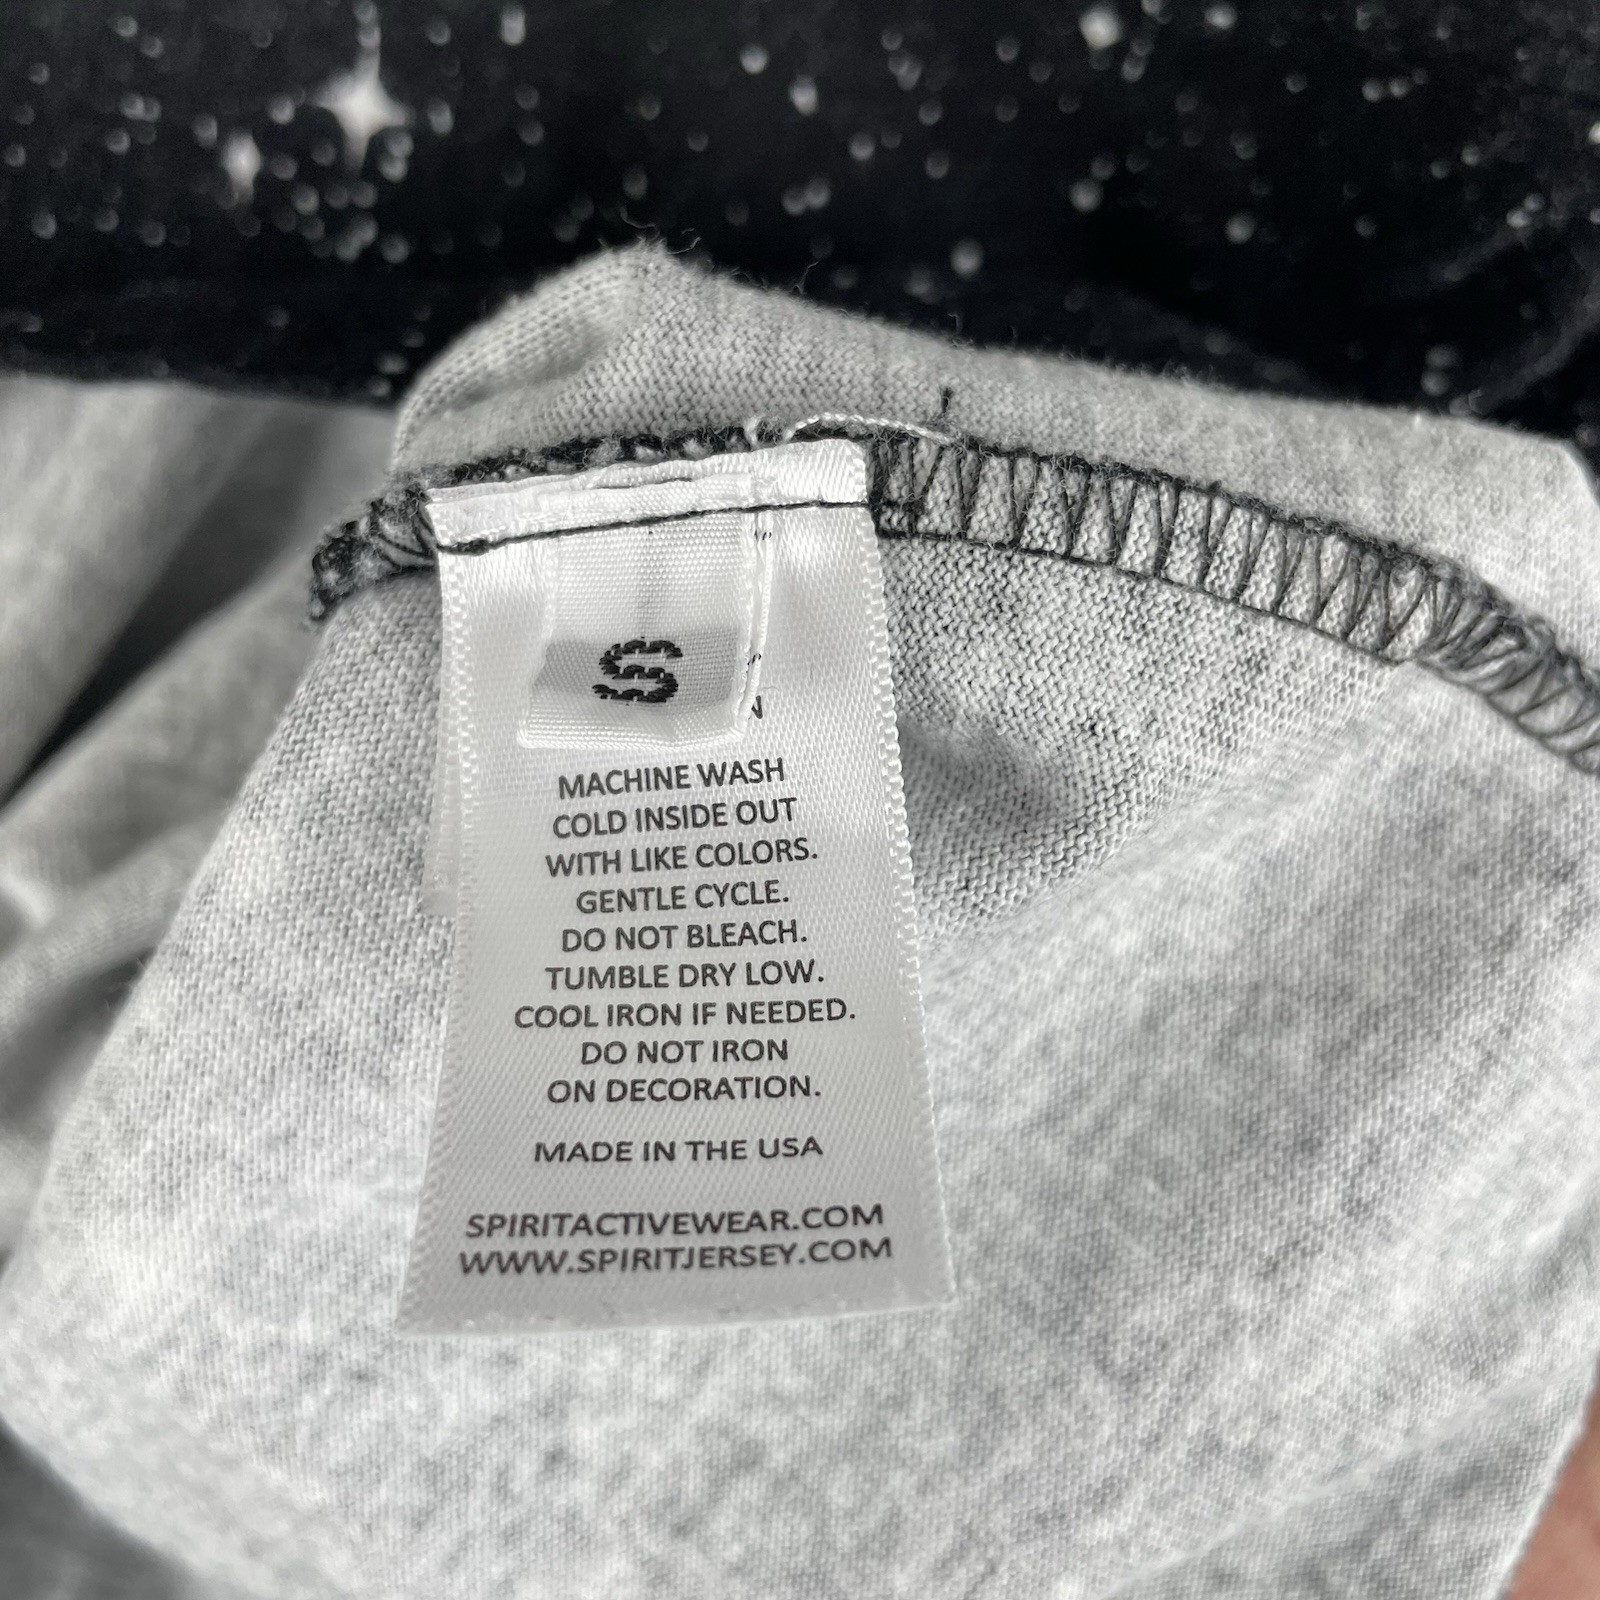 S
MACHINE WASH
COLD INSIDE OUT
WITH LIKE COLORS.
GENTLE CYCLE.
DO NOT BLEACH.
TUMBLE DRY LOW.
COOL IRON IF NEEDED.
DO NOT IRON
ON DECORATION.
MADE IN THE USA
SPIRITACTIVEWEAR.COM
WWW.SPIRITJERSEY.COM